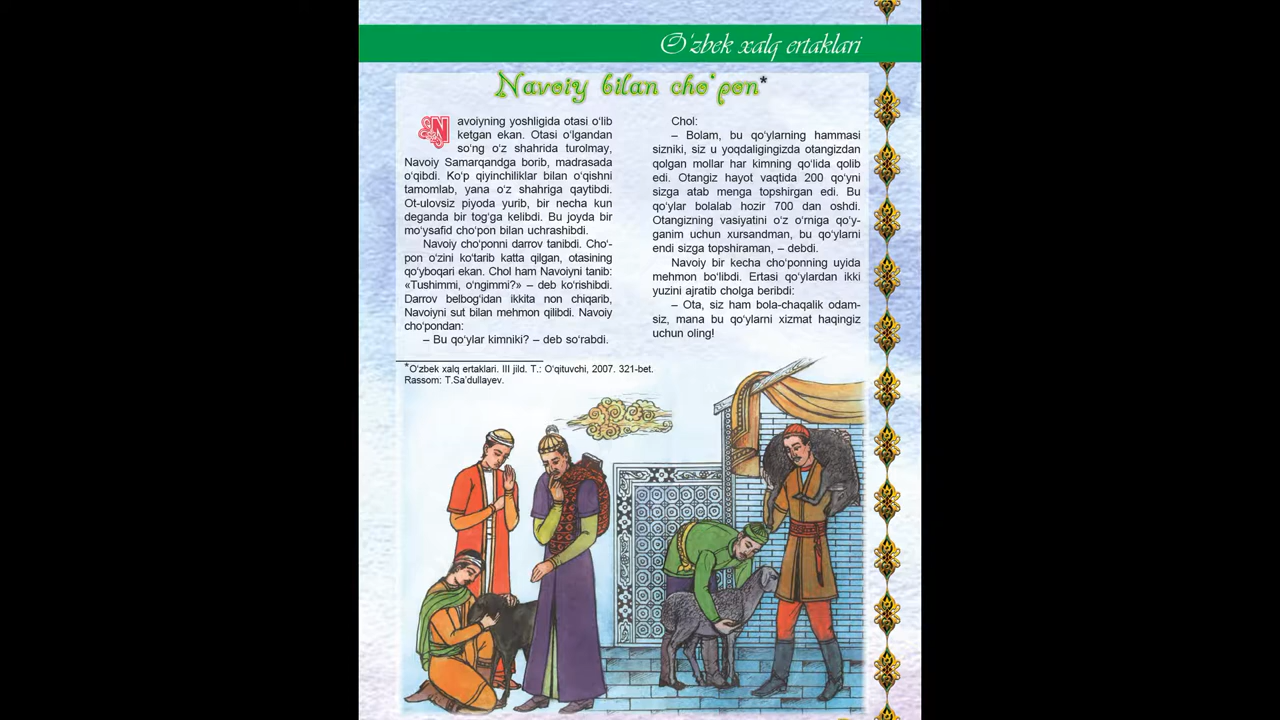 O‘zbek xalq ertaklari
Navoiy bilan cho‘pon*
Navoiyning yoshligida otasi o‘lib
ketgan ekan. Otasi o‘lgandan
so‘ng o‘z shahrida turolmay,
Navoiy Samarqandga borib, madrasada
o‘qibdi. Ko‘p qiyinchiliklar bilan o‘qishni
tamomlab, yana o‘z shahriga qaytibdi.
Ot-ulovsiz piyoda yurib, bir necha kun
deganda bir tog‘ga kelibdi. Bu joyda bir
mo‘ysafid cho‘pon bilan uchrashibdi.
Navoiy cho‘ponni darrov tanibdi. Cho‘-
pon o‘zini ko‘tarib katta qilgan, otasining
qo‘yboqari ekan. Chol ham Navoiyni tanib:
«Tushimmi, o‘ngimmi?» – deb ko‘rishibdi.
Darrov belbog‘idan ikkita non chiqarib,
Navoiyni sut bilan mehmon qilibdi. Navoiy
cho‘pondan:
– Bu qo‘ylar kimniki? – deb so‘rabdi.
Chol:
– Bolam, bu qo‘ylarning hammasi
sizniki, siz u yoqdaligingizda otangizdan
qolgan mollar har kimning qo‘lida qolib
edi. Otangiz hayot vaqtida 200 qo‘yni
sizga atab menga topshirgan edi. Bu
qo‘ylar bolalab hozir 700 dan oshdi.
Otangizning vasiyatini o‘z o‘rniga qo‘y-
ganim uchun xursandman, bu qo‘ylarni
endi sizga topshiraman, – debdi.
Navoiy bir kecha cho‘ponning uyida
mehmon bo‘libdi. Ertasi qo‘ylardan ikki
yuzini ajratib cholga beribdi:
– Ota, siz ham bola-chaqalik odam-
siz, mana bu qo‘ylarni xizmat haqingiz
uchun oling!
*O‘zbek xalq ertaklari. III jild. T.: O‘qituvchi, 2007. 321-bet.
Rassom: T.Sa’dullayev.